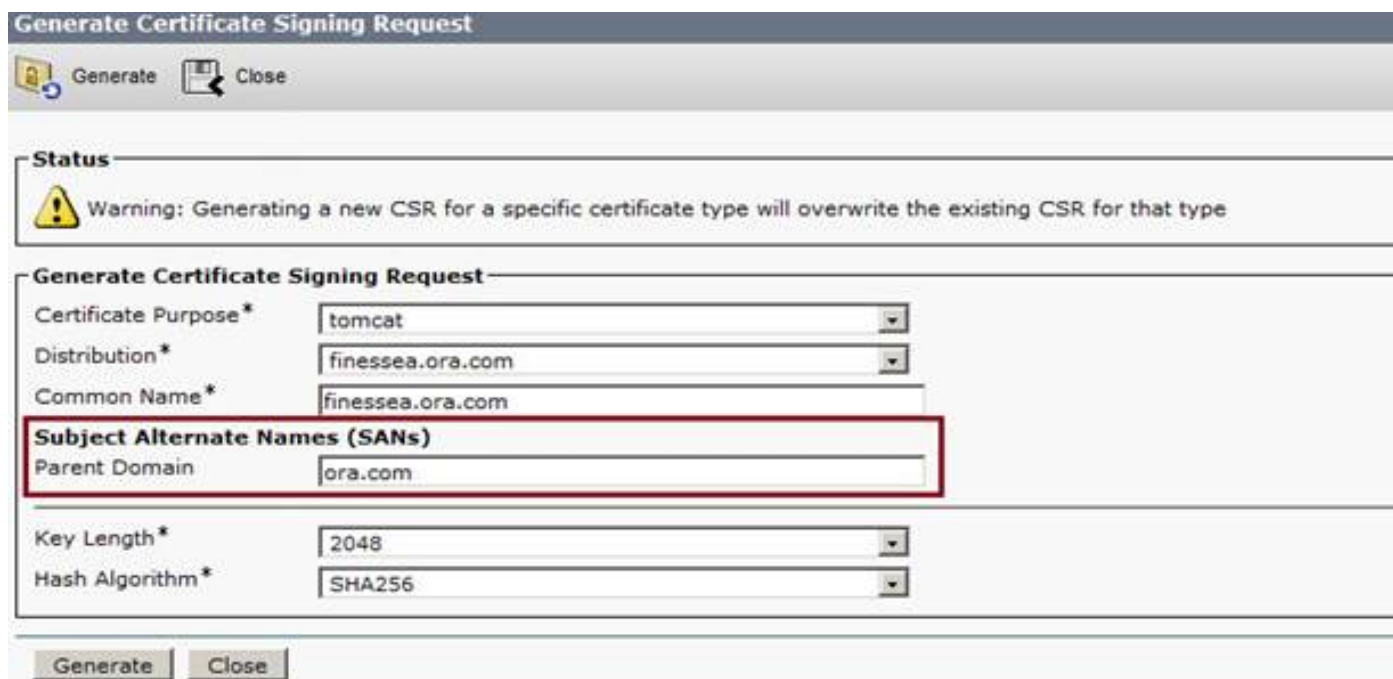 Generate Certificate Signing Request
Generate Close
Status
Warning: Generating a new CSR for a specific certificate type will overwrite the existing CSR for that type
Generate Certificate Signing Request
Certificate Purpose* tomcat
Distribution* finessea.ora.com
Common Name* finessea.ora.com
Subject Alternate Names (SANs)
Parent Domain ora.com
Key Length* 2048
Hash Algorithm* SHA256
Generate Close